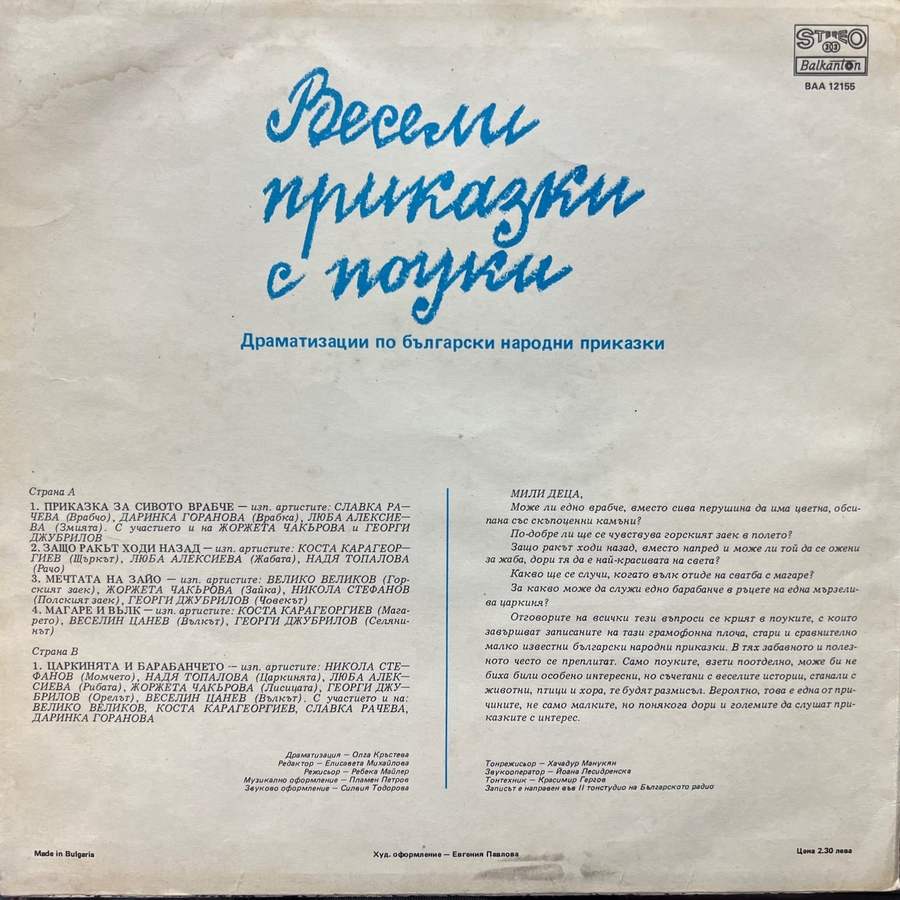 STEREO
33
Balkanton
ВАА 12155
Весели
приказки
с поуки
Драматизации по български народни приказки
Страна А
1. ПРИКАЗКА ЗА СИВОТО ВРАБЧЕ — изп. артистите: СЛАВКА РА—
ЧЕВА (Врабчо), ДАРИНКА ГОРАНОВА (Врабка), ЛЮБА АЛЕКСИЕ—
ВА (Змията). С участието и на ЖОРЖЕТА ЧАКЪРОВА и ГЕОРГИ
ДЖУБРИЛОВ
2. ЗАЩО РАКЪТ ХОДИ НАЗАД — изп. артистите: КОСТА КАРАГЕОР—
ГИЕВ (Щъркът), ЛЮБА АЛЕКСИЕВА (Жабата), НАДЯ ТОПАЛОВА
(Рачо)
3. МЕЧТАТА НА ЗАЙО — изп. артистите: ВЕЛИКО ВЕЛИКОВ (Гор—
ският заек), ЖОРЖЕТА ЧАКЪРОВА (Зайка), НИКОЛА СТЕФАНОВ
(Полският заек), ГЕОРГИ ДЖУБРИЛОВ (Човекът)
4. МАГАРЕ И ВЪЛК — изп. артистите: КОСТА КАРАГЕОРГИЕВ (Мага—
рето), ВЕСЕЛИН ЦАНЕВ (Вълкът), ГЕОРГИ ДЖУБРИЛОВ (Селяни—
нът)
Страна В
1. ЦАРКИНЯТА И БАРАБАНЧЕТО — изп. артистите: НИКОЛА СТЕ—
ФАНОВ (Момчето), НАДЯ ТОПАЛОВА (Царкинята), ЛЮБА АЛЕК—
СИЕВА (Рибата), ЖОРЖЕТА ЧАКЪРОВА (Лисицата), ГЕОРГИ ДЖУ—
БРИЛОВ (Орелът), ВЕСЕЛИН ЦАНЕВ (Вълкът). С участието и на:
ВЕЛИКО ВЕЛИКОВ, КОСТА КАРАГЕОРГИЕВ, СЛАВКА РАЧЕВА,
ДАРИНКА ГОРАНОВА
Драматизация — Олга Кръстева
Редактор — Елисавета Михайлова
Режисьор — Ребека Майлер
Музикално оформление — Пламен Петров
Звуково оформление — Силвия Тодорова
МИЛИ ДЕЦА,
Може ли едно врабче, вместо сива перушина да има цветна, обси—
пана със скъпоценни камъни?
По-добре ли ще се чувствува горският заек в полето?
Защо ракът ходи назад, вместо напред и може ли той да се ожени
за жаба, дори тя да е най-красивата на света?
Какво ще се случи, когато вълк отиде на сватба с магаре?
За какво може да служи едно барабанче в ръцете на една мързели—
ва царкиня?
Отговорите на всички тези въпроси се крият в поуките, с които
завършват записаните на тази грамофонна плоча, стари и сравнително
малко известни български народни приказки. В тях забавното и полез—
ното често се преплитат. Само поуките, взети поотделно, може би не
биха били особено интересни, но съчетани с веселите истории, станали с
животни, птици и хора, те будят размисъл. Вероятно, това е една от при—
чините, не само малките, но понякога дори и големите да слушат при—
казките с интерес.
Тонрежисьор — Хачадур Манукян
Звукооператор — Йоана Лесидренска
Тонтехник — Красимир Гергов
Записът е направен във II тонстудио на Българското радио
Made in Bulgaria
Худ. оформление — Евгения Павлова
Цена 2.30 лева